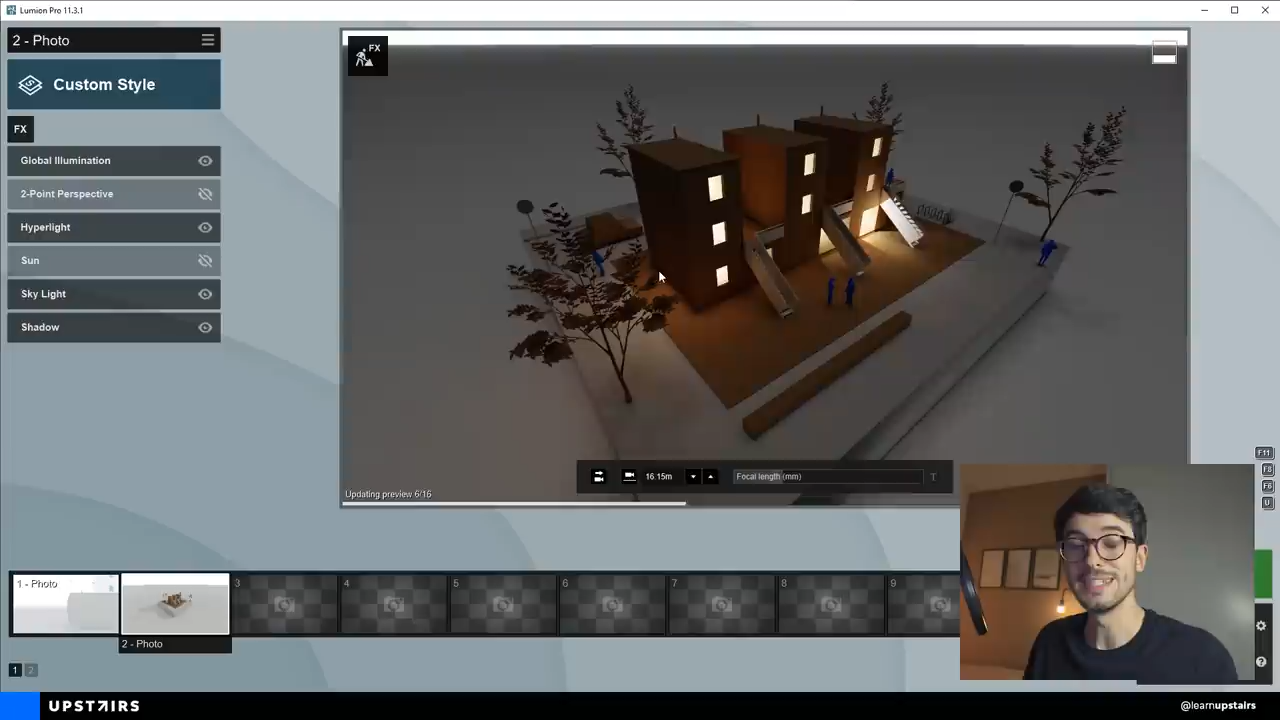 Lumion Pro 11.3.1
2 - Photo
Custom Style
FX
Global Illumination
2-Point Perspective
Hyperlight
Sun
Sky Light
Shadow
FX
Updating preview 6/16
16.15m
Focal length (mm)
T
F11
F8
U
1 - Photo
3
4
5
6
7
8
9
2 - Photo
1
2
UPSTAIRS
@learnupstairs